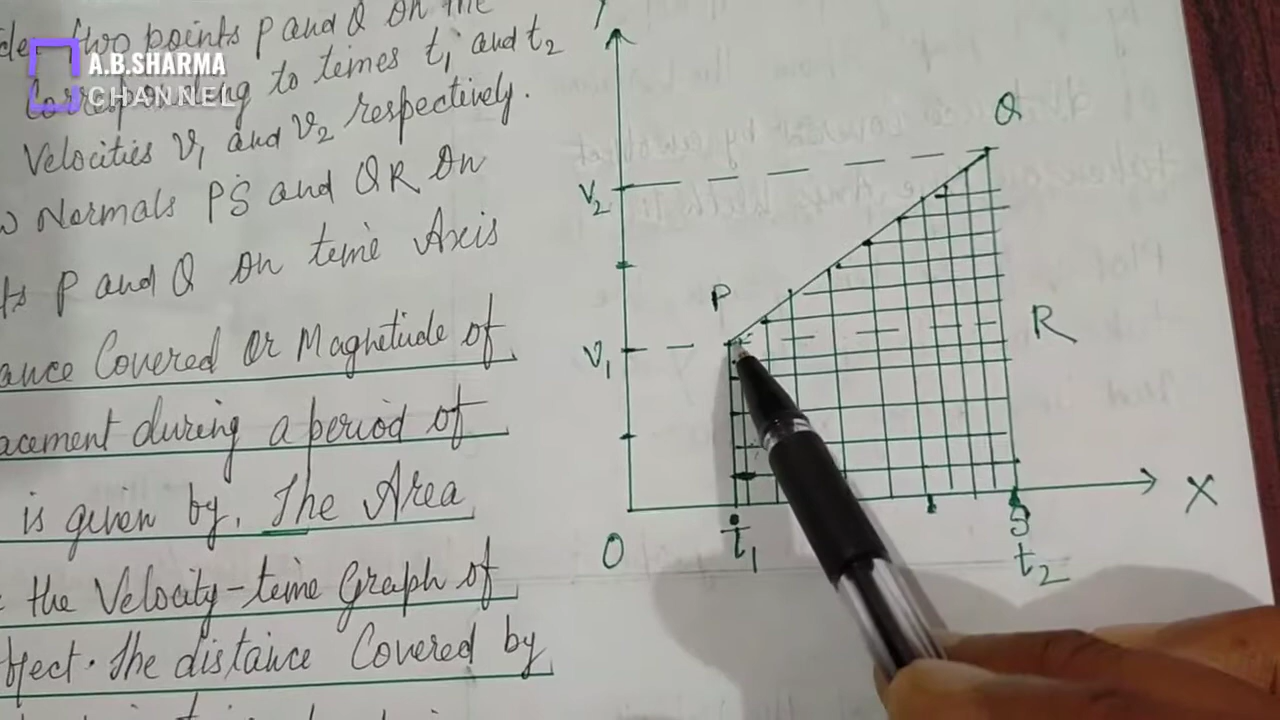 two points P and Q on the
A.B.SHARMA
CHANNEL
Corresponding to times t1 and t2
Velocities V1 and V2 respectively.
Normals PS and QR On
P and Q On time Axis
Covered Or Magnetude of
during a period of
is given by. The Area
the Velocity-time Graph of
the distance Covered by
Y
Q
V2
P
R
V1
X
O
t1
S
t2